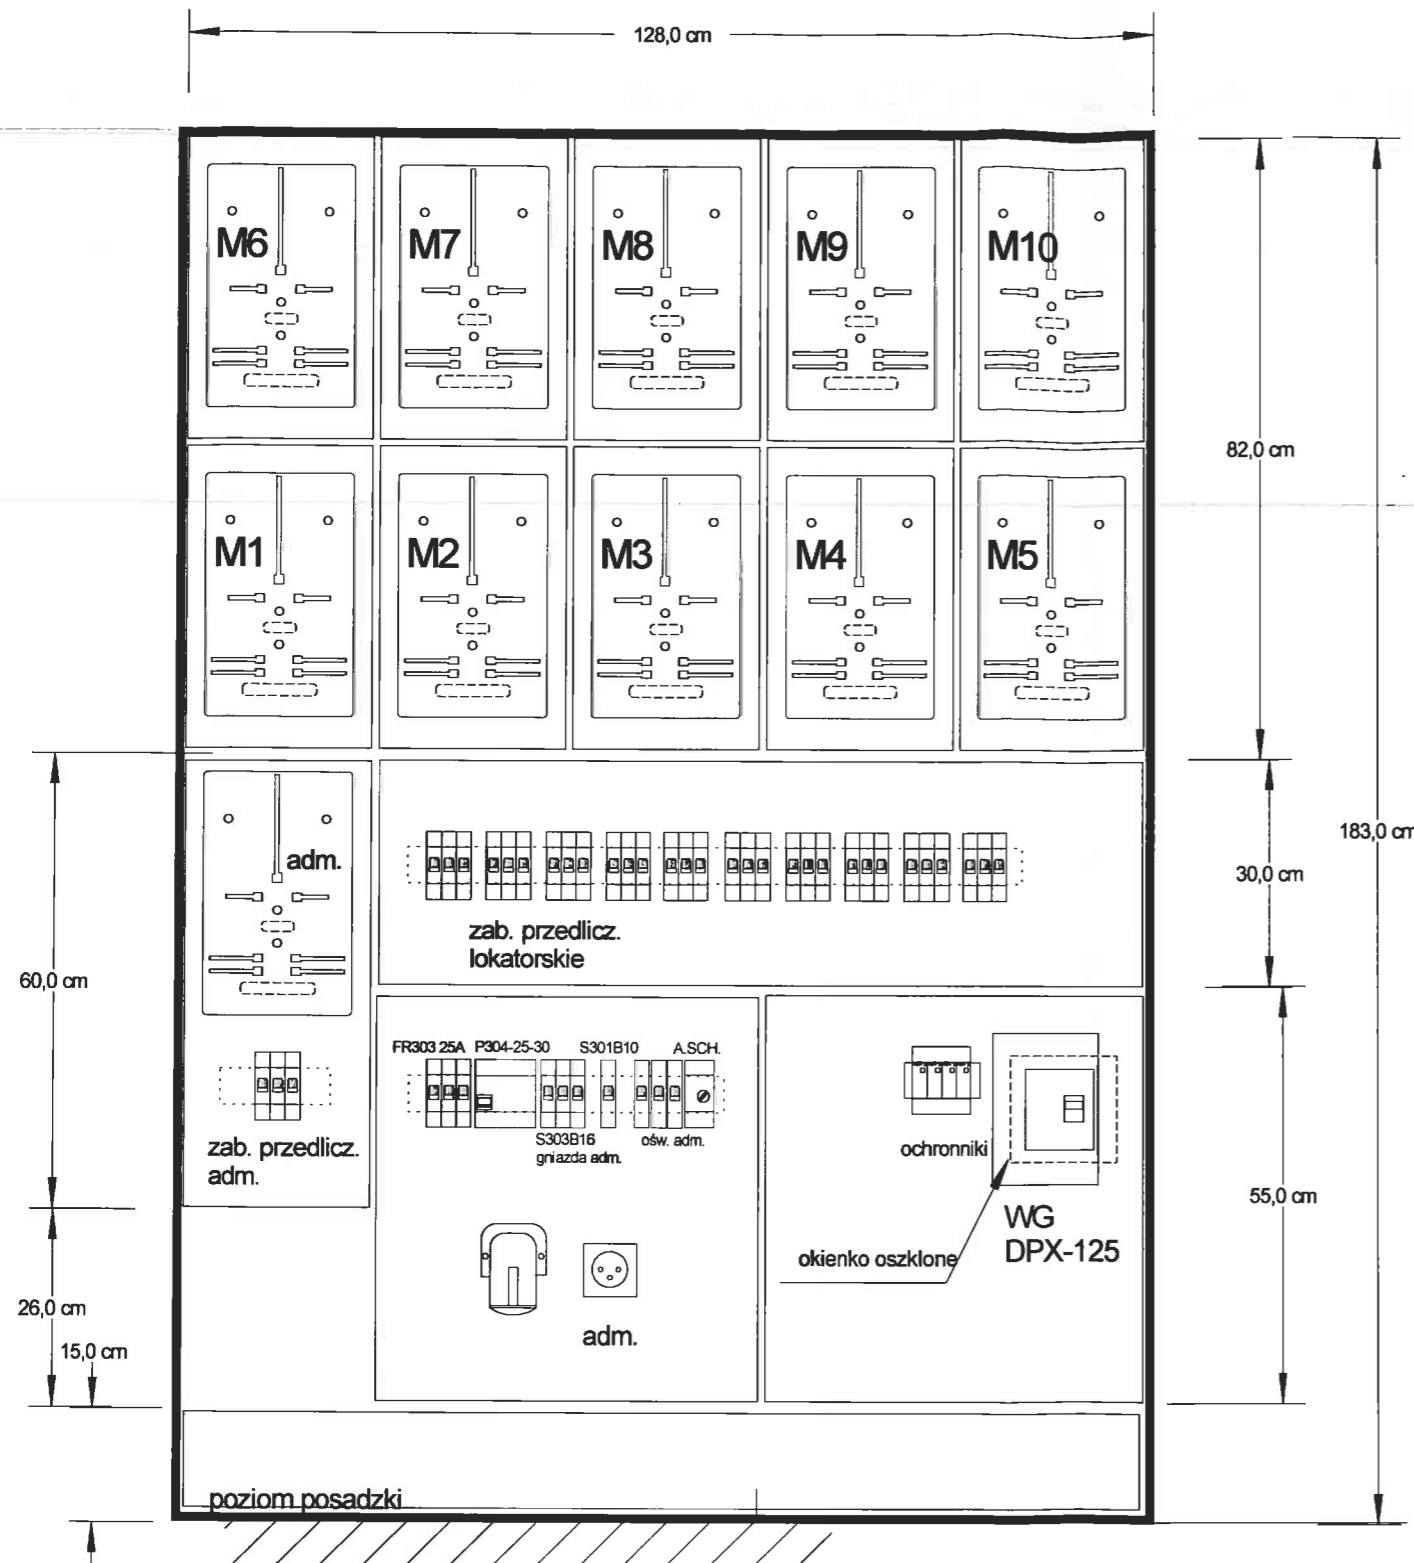 128,0 cm
M6
M7
M8
M9
M10
82,0 cm
M1
M2
M3
M4
M5
183,0 cm
adm.
30,0 cm
zab. przedlicz.
lokatorskie
60,0 cm
FR303 25A
P304-25-30
S301B10
A.SCH.
S303B16
gniazda adm.
ośw. adm.
zab. przedlicz.
adm.
ochronniki
55,0 cm
WG
DPX-125
okienko oszklone
26,0 cm
adm.
15,0 cm
poziom posadzki